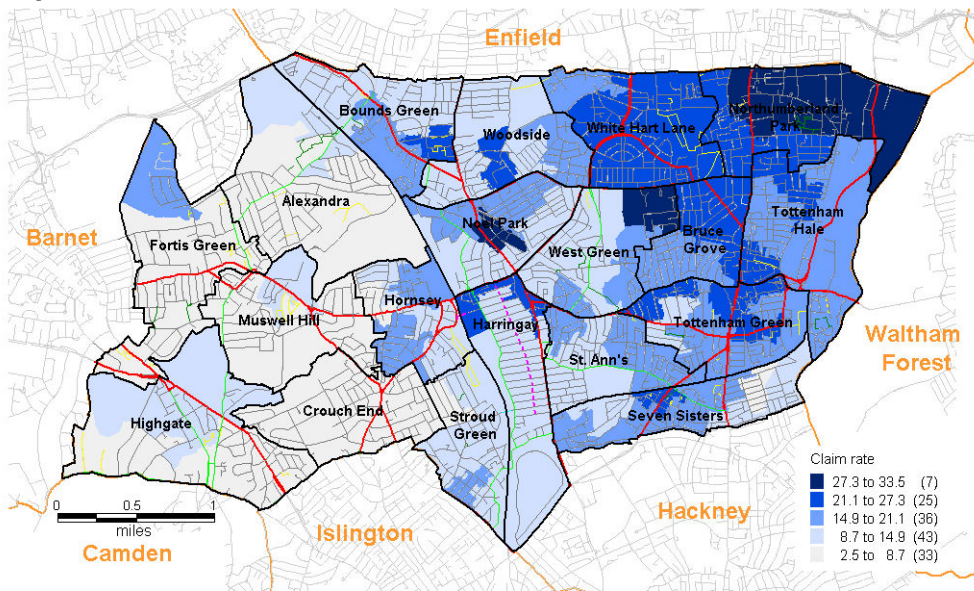 Enfield
Bounds Green
Woodside
White Hart Lane
Northumberland
Park
Alexandra
Noel Park
Tottenham
Hale
Barnet
Fortis Green
West Green
Bruce
Grove
Hornsey
Muswell Hill
Harringay
Tottenham Green
Waltham
Forest
St. Ann's
Highgate
Crouch End
Stroud
Green
Seven Sisters
Claim rate
27.3 to 33.5 (7)
21.1 to 27.3 (25)
14.9 to 21.1 (36)
8.7 to 14.9 (43)
2.5 to 8.7 (33)
0 0.5 1
miles
Hackney
Islington
Camden